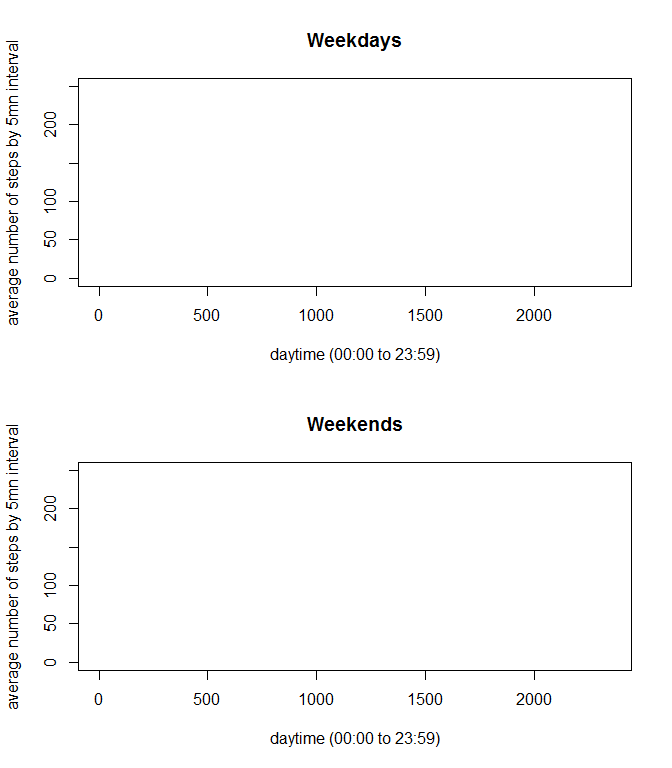 Weekdays
average number of steps by 5mn interval
200
100
50
0
0 500 1000 1500 2000
daytime (00:00 to 23:59)
Weekends
average number of steps by 5mn interval
200
100
50
0
0 500 1000 1500 2000
daytime (00:00 to 23:59)